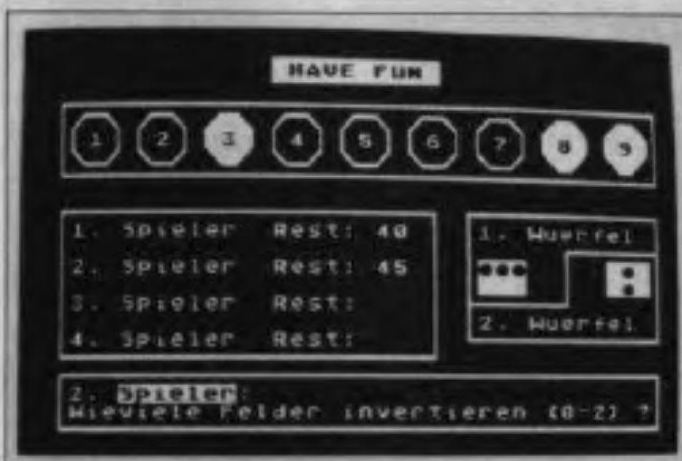 HAVE FUN
1 2 3 4 5 6 7 8 9
1. Spieler Rest: 40
2. Spieler Rest: 45
3. Spieler Rest:
4. Spieler Rest:
1. Wuerfel
2. Wuerfel
2. Spieler:
Wieviele Felder invertieren (0-2) ?